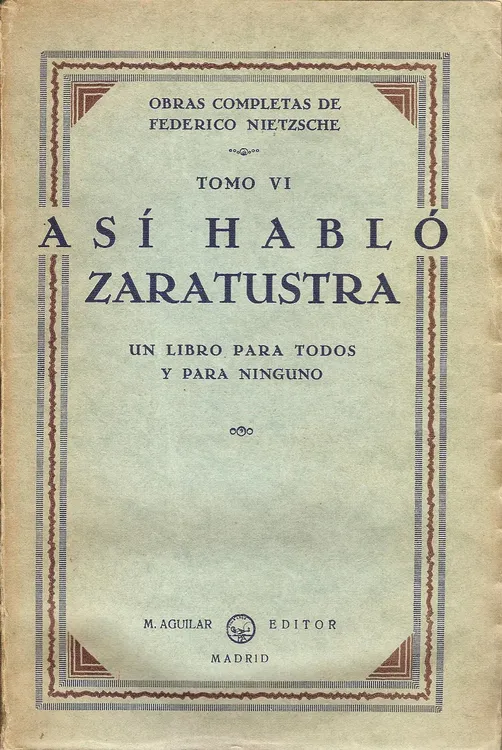 OBRAS COMPLETAS DE
FEDERICO NIETZSCHE
TOMO VI
ASÍ HABLÓ
ZARATUSTRA
UN LIBRO PARA TODOS
Y PARA NINGUNO
M. AGUILAR EDITOR
MADRID